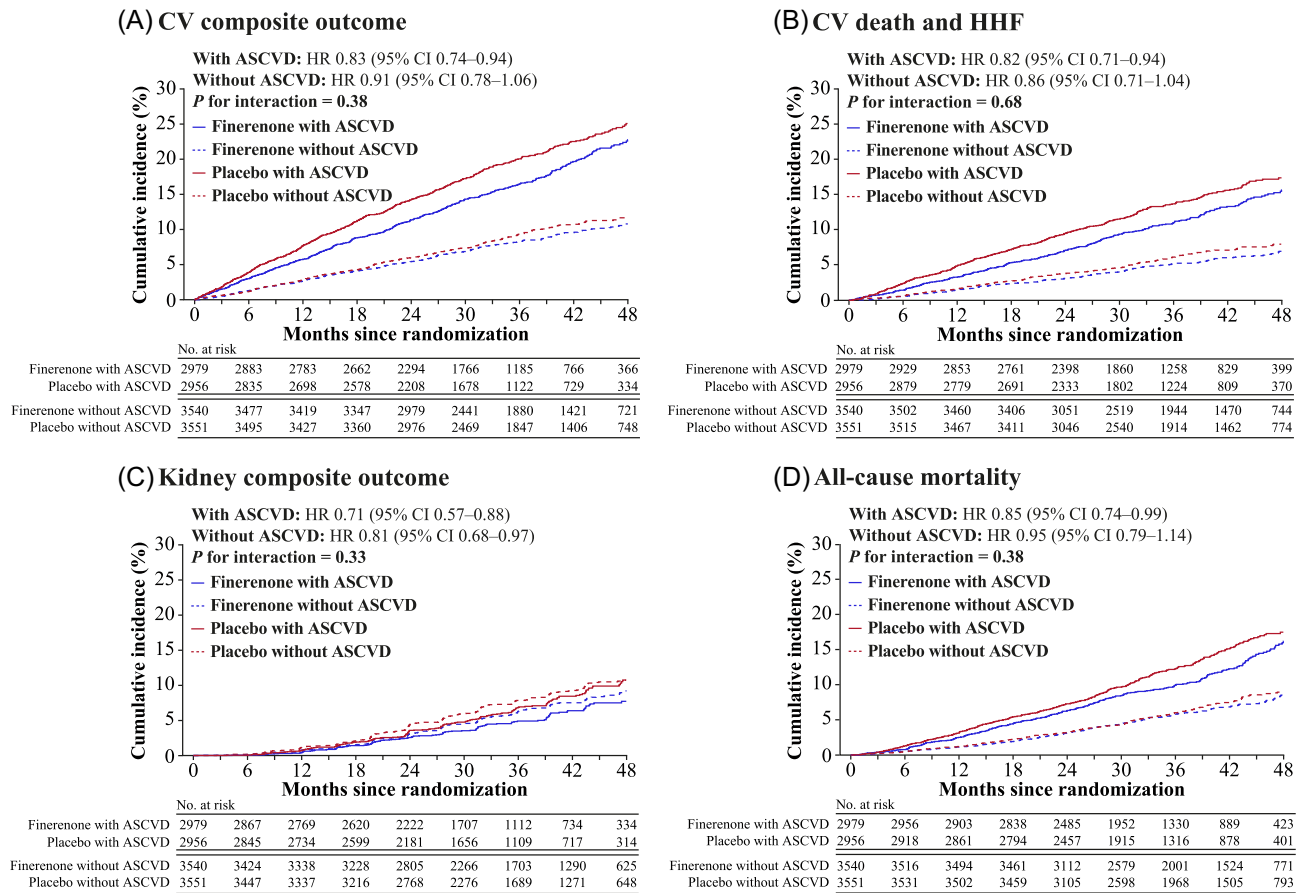 (A) CV composite outcome
With ASCVD: HR 0.83 (95% CI 0.74–0.94)
Without ASCVD: HR 0.91 (95% CI 0.78–1.06)
P for interaction = 0.38
Finerenone with ASCVD
Finerenone without ASCVD
Placebo with ASCVD
Placebo without ASCVD
Cumulative incidence (%)
30
25
20
15
10
5
0
0 6 12 18 24 30 36 42 48
Months since randomization
No. at risk
Finerenone with ASCVD 2979 2883 2783 2662 2294 1766 1185 766 366
Placebo with ASCVD 2956 2835 2698 2578 2208 1678 1122 729 334
Finerenone without ASCVD 3540 3477 3419 3347 2979 2441 1880 1421 721
Placebo without ASCVD 3551 3495 3427 3360 2976 2469 1847 1406 748
(B) CV death and HHF
With ASCVD: HR 0.82 (95% CI 0.71–0.94)
Without ASCVD: HR 0.86 (95% CI 0.71–1.04)
P for interaction = 0.68
Finerenone with ASCVD
Finerenone without ASCVD
Placebo with ASCVD
Placebo without ASCVD
Cumulative incidence (%)
30
25
20
15
10
5
0
0 6 12 18 24 30 36 42 48
Months since randomization
No. at risk
Finerenone with ASCVD 2979 2929 2853 2761 2398 1860 1258 829 399
Placebo with ASCVD 2956 2879 2779 2691 2333 1802 1224 809 370
Finerenone without ASCVD 3540 3502 3460 3406 3051 2519 1944 1470 744
Placebo without ASCVD 3551 3515 3467 3411 3046 2540 1914 1462 774
(C) Kidney composite outcome
With ASCVD: HR 0.71 (95% CI 0.57–0.88)
Without ASCVD: HR 0.81 (95% CI 0.68–0.97)
P for interaction = 0.33
Finerenone with ASCVD
Finerenone without ASCVD
Placebo with ASCVD
Placebo without ASCVD
Cumulative incidence (%)
30
25
20
15
10
5
0
0 6 12 18 24 30 36 42 48
Months since randomization
No. at risk
Finerenone with ASCVD 2979 2867 2769 2620 2222 1707 1112 734 334
Placebo with ASCVD 2956 2845 2734 2599 2181 1656 1109 717 314
Finerenone without ASCVD 3540 3424 3338 3228 2805 2266 1703 1290 625
Placebo without ASCVD 3551 3447 3337 3216 2768 2276 1689 1271 648
(D) All-cause mortality
With ASCVD: HR 0.85 (95% CI 0.74–0.99)
Without ASCVD: HR 0.95 (95% CI 0.79–1.14)
P for interaction = 0.38
Finerenone with ASCVD
Finerenone without ASCVD
Placebo with ASCVD
Placebo without ASCVD
Cumulative incidence (%)
30
25
20
15
10
5
0
0 6 12 18 24 30 36 42 48
Months since randomization
No. at risk
Finerenone with ASCVD 2979 2956 2903 2838 2485 1952 1330 889 423
Placebo with ASCVD 2956 2918 2861 2794 2457 1915 1316 878 401
Finerenone without ASCVD 3540 3516 3494 3461 3112 2579 2001 1524 771
Placebo without ASCVD 3551 3531 3502 3459 3105 2598 1968 1505 793